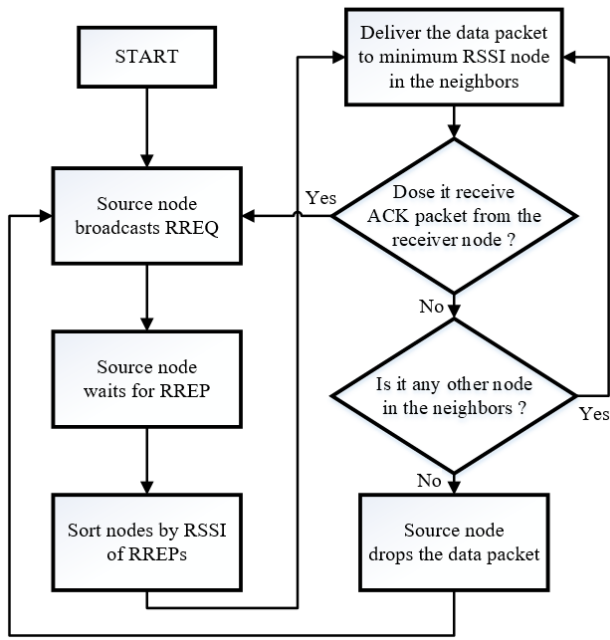 START
Source node
broadcasts RREQ
Source node
waits for RREP
Sort nodes by RSSI
of RREPs
Deliver the data packet
to minimum RSSI node
in the neighbors
Dose it receive
ACK packet from the
receiver node ?
Yes
No
Is it any other node
in the neighbors ?
Yes
No
Source node
drops the data packet